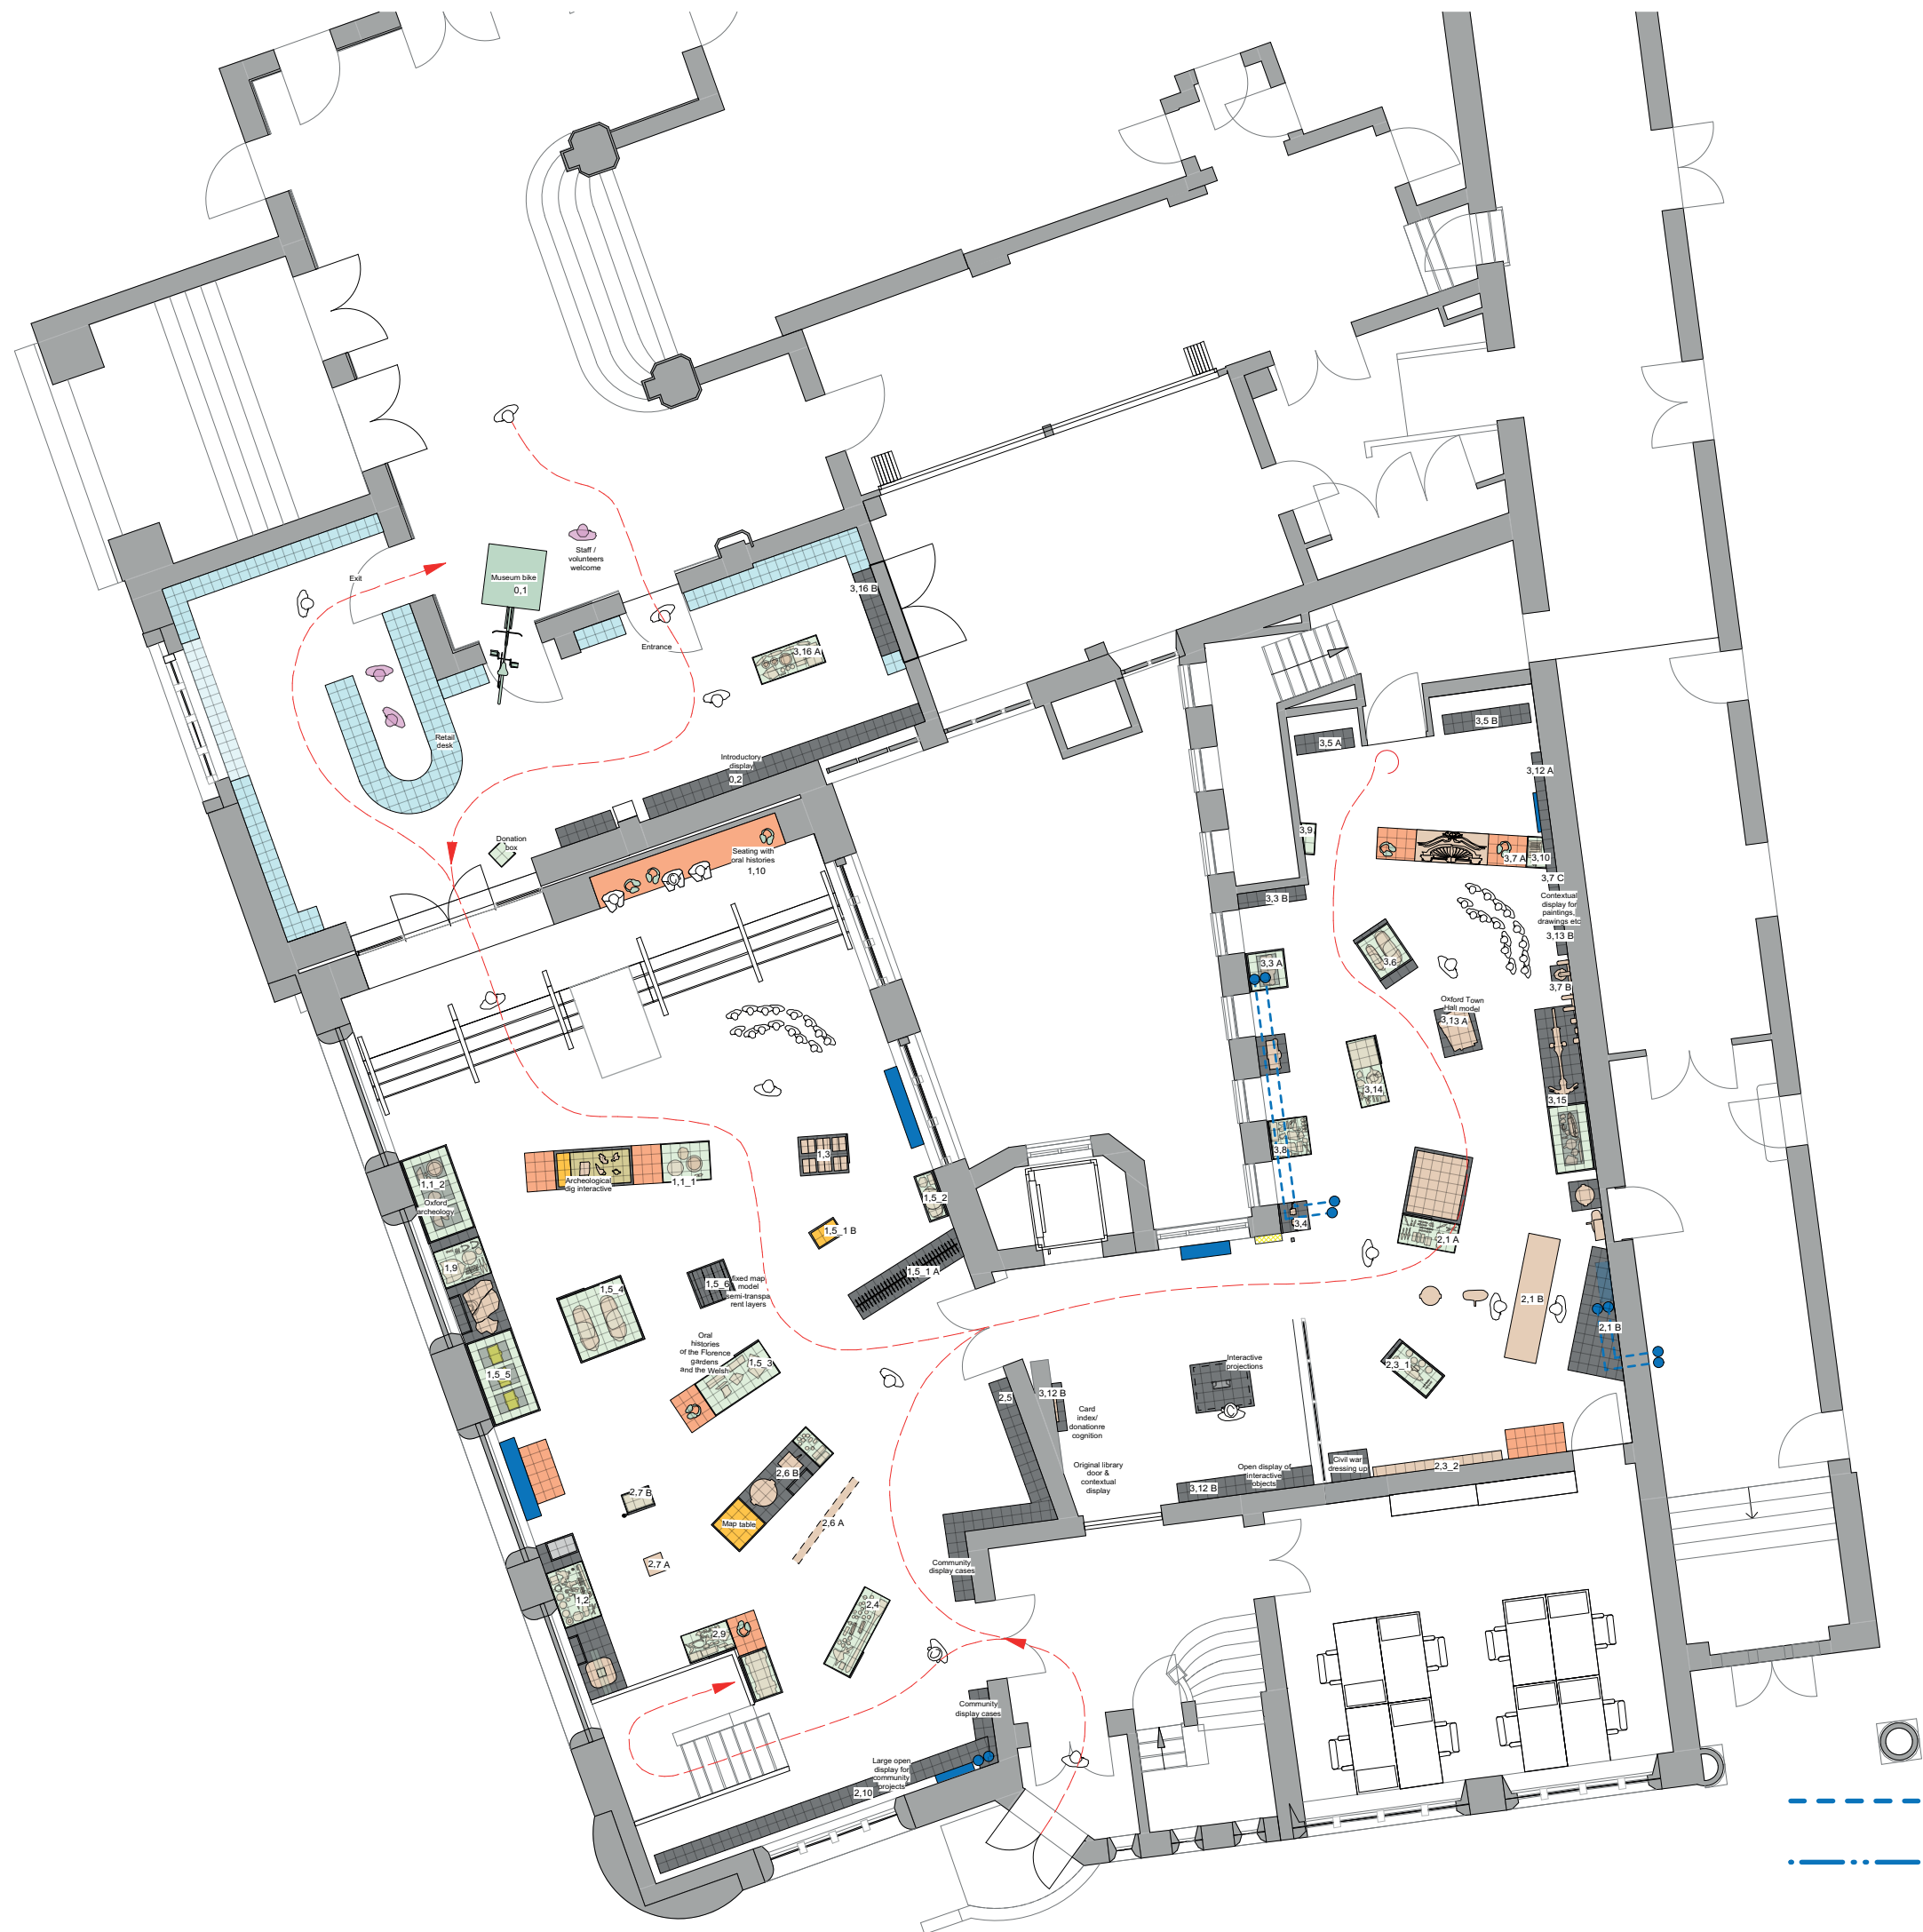 Staff /
volunteers
welcome
Exit
Museum bike
0,1
3,16 B
Entrance
3,16 A
Retail
desk
Introductory
display
0,2
3,5 B
3,5 A
3,12 A
Donation
box
Seating with
oral histories
1,10
3,9
3,7 A
3,10
3,7 C
Contextual
display for
paintings,
drawings etc
3,13 B
3,3 B
3,3 A
3,6
3,7 B
Oxford Town
Hall model
3,13 A
3,14
3,15
3,8
3,4
1,3
1,1_2
Oxford
archeology
Archeological
dig interactive
1,1_1
1,5_2
1,5_1 B
1,5_1 A
2,1 A
1,9
1,5_4
1,5_6
fixed map
model
semi-transpa
rent layers
2,1 B
2,1 B
Oral
histories
of the Florence
gardens
and the Welsh
1,5_3
1,5_5
Interactive
projections
2,3_1
2,5
3,12 B
Card
index/
donationre
cognition
Original library
door &
contextual
display
Open display of
interactive
objects
3,12 B
Civil war
dressing up
2,3_2
2,6 B
2,7 B
Map table
2,6 A
2,7 A
Community
display cases
1,2
2,4
2,9
Community
display cases
Large open
display for
community
projects
2,10